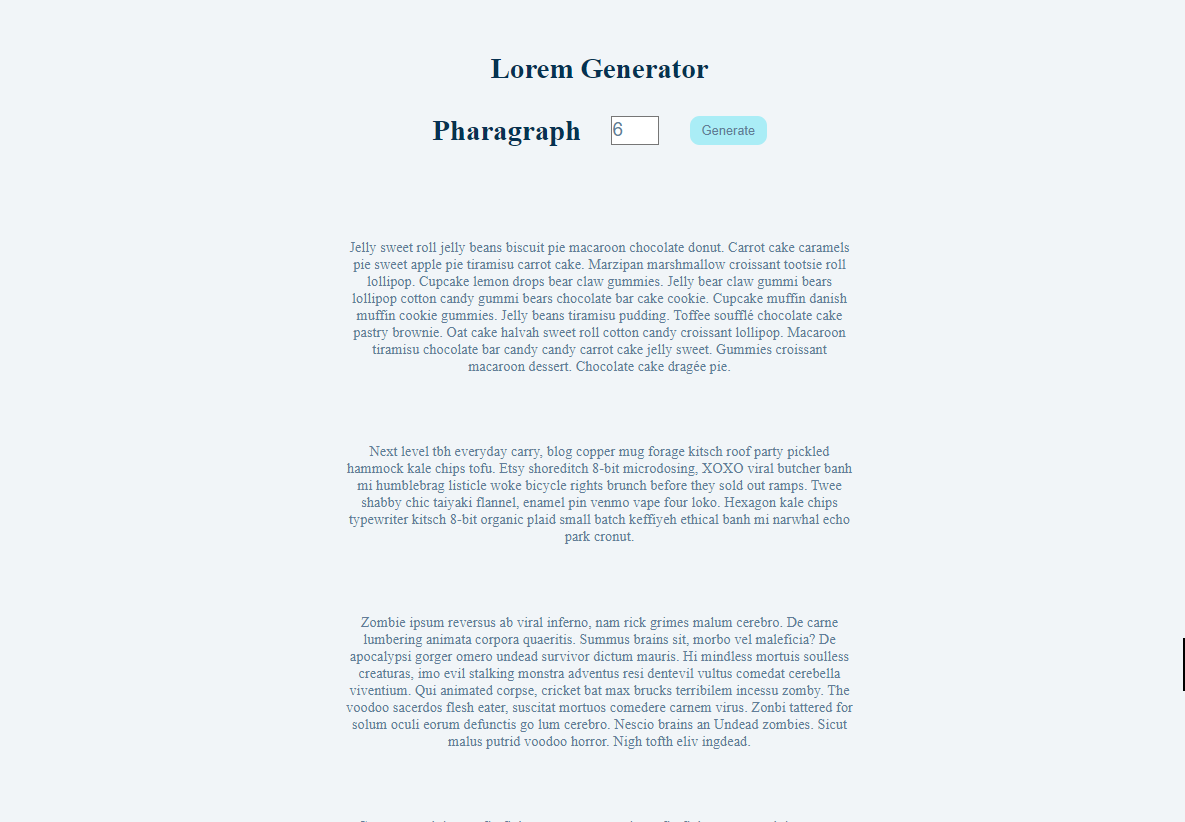 Lorem Generator
Pharagraph 6 Generate
Jelly sweet roll jelly beans biscuit pie macaroon chocolate donut. Carrot cake caramels
pie sweet apple pie tiramisu carrot cake. Marzipan marshmallow croissant tootsie roll
lollipop. Cupcake lemon drops bear claw gummies. Jelly bear claw gummi bears
lollipop cotton candy gummi bears chocolate bar cake cookie. Cupcake muffin danish
muffin cookie gummies. Jelly beans tiramisu pudding. Toffee soufflé chocolate cake
pastry brownie. Oat cake halvah sweet roll cotton candy croissant lollipop. Macaroon
tiramisu chocolate bar candy candy carrot cake jelly sweet. Gummies croissant
macaroon dessert. Chocolate cake dragée pie.
Next level tbh everyday carry, blog copper mug forage kitsch roof party pickled
hammock kale chips tofu. Etsy shoreditch 8-bit microdosing, XOXO viral butcher banh
mi humblebrag listicle woke bicycle rights brunch before they sold out ramps. Twee
shabby chic taiyaki flannel, enamel pin venmo vape four loko. Hexagon kale chips
typewriter kitsch 8-bit organic plaid small batch keffiyeh ethical banh mi narwhal echo
park cronut.
Zombie ipsum reversus ab viral inferno, nam rick grimes malum cerebro. De carne
lumbering animata corpora quaeritis. Summus brains sit, morbo vel maleficia? De
apocalypsi gorger omero undead survivor dictum mauris. Hi mindless mortuis soulless
creaturas, imo evil stalking monstra adventus resi dentevil vultus comedat cerebella
viventium. Qui animated corpse, cricket bat max brucks terribilem incessu zomby. The
voodoo sacerdos flesh eater, suscitat mortuos comedere carnem virus. Zonbi tattered for
solum oculi eorum defunctis go lum cerebro. Nescio brains an Undead zombies. Sicut
malus putrid voodoo horror. Nigh tofth eliv ingdead.